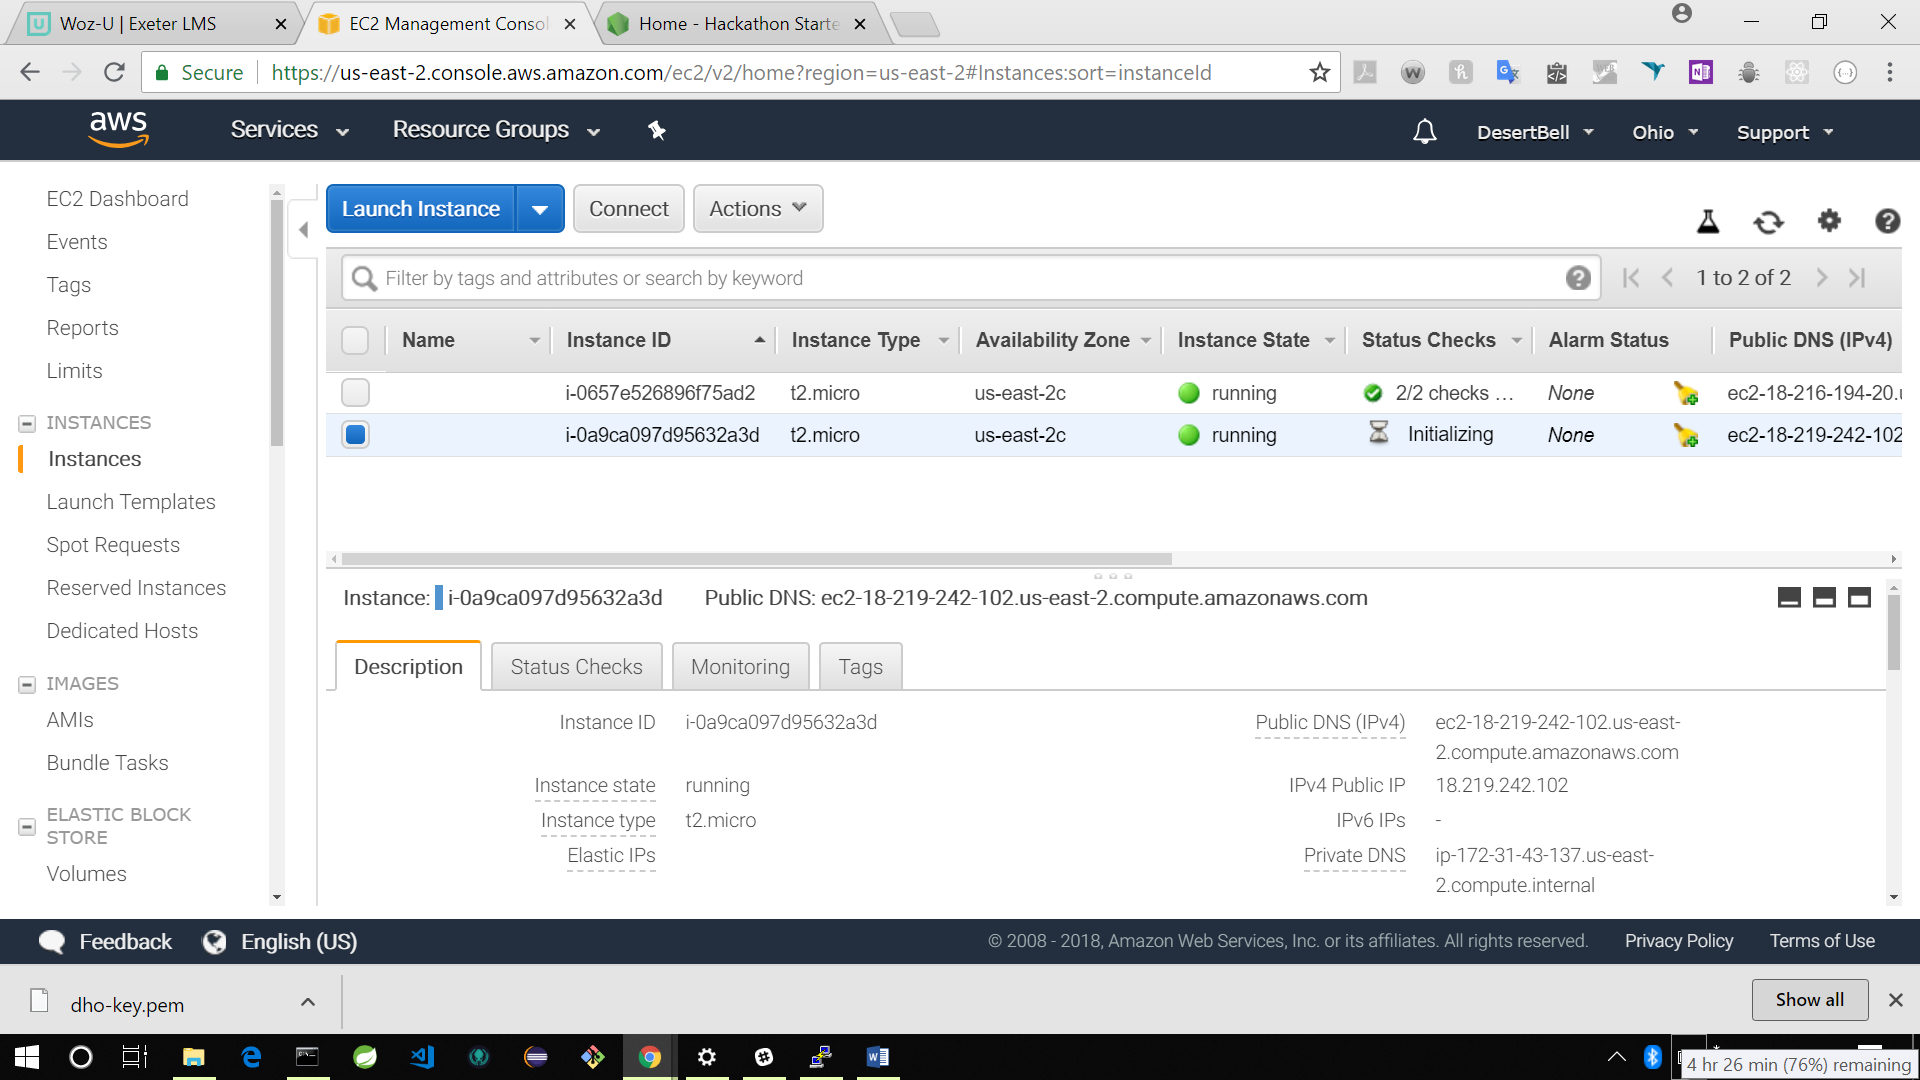 Woz-U | Exeter LMS
EC2 Management Consol
Home - Hackathon Starte
Secure
https://us-east-2.console.aws.amazon.com/ec2/v2/home?region=us-east-2#Instances:sort=instanceId
aws
Services
Resource Groups
DesertBell
Ohio
Support
EC2 Dashboard
Events
Tags
Reports
Limits
INSTANCES
Instances
Launch Templates
Spot Requests
Reserved Instances
Dedicated Hosts
IMAGES
AMIs
Bundle Tasks
ELASTIC BLOCK
STORE
Volumes
Launch Instance
Connect
Actions
Filter by tags and attributes or search by keyword
1 to 2 of 2
Name Instance ID Instance Type Availability Zone Instance State Status Checks Alarm Status Public DNS (IPv4)
i-0657e526896f75ad2 t2.micro us-east-2c running 2/2 checks ... None ec2-18-216-194-20.u
i-0a9ca097d95632a3d t2.micro us-east-2c running Initializing None ec2-18-219-242-102
Instance: i-0a9ca097d95632a3d Public DNS: ec2-18-219-242-102.us-east-2.compute.amazonaws.com
Description
Status Checks
Monitoring
Tags
Instance ID i-0a9ca097d95632a3d
Instance state running
Instance type t2.micro
Elastic IPs
Public DNS (IPv4) ec2-18-219-242-102.us-east-
2.compute.amazonaws.com
IPv4 Public IP 18.219.242.102
IPv6 IPs -
Private DNS ip-172-31-43-137.us-east-
2.compute.internal
Feedback
English (US)
© 2008 - 2018, Amazon Web Services, Inc. or its affiliates. All rights reserved.
Privacy Policy
Terms of Use
dho-key.pem
Show all
4 hr 26 min (76%) remaining